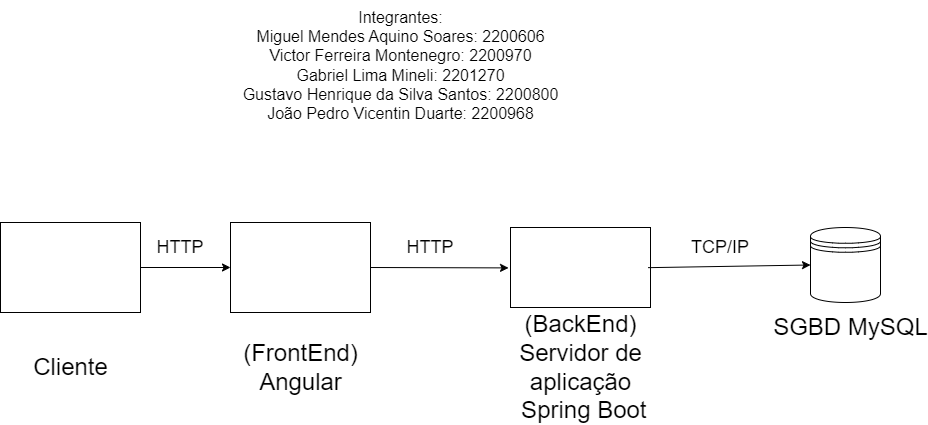 Integrantes:
Miguel Mendes Aquino Soares: 2200606
Victor Ferreira Montenegro: 2200970
Gabriel Lima Mineli: 2201270
Gustavo Henrique da Silva Santos: 2200800
João Pedro Vicentin Duarte: 2200968
HTTP
HTTP
TCP/IP
Cliente
(FrontEnd)
Angular
(BackEnd)
Servidor de
aplicação
Spring Boot
SGBD MySQL